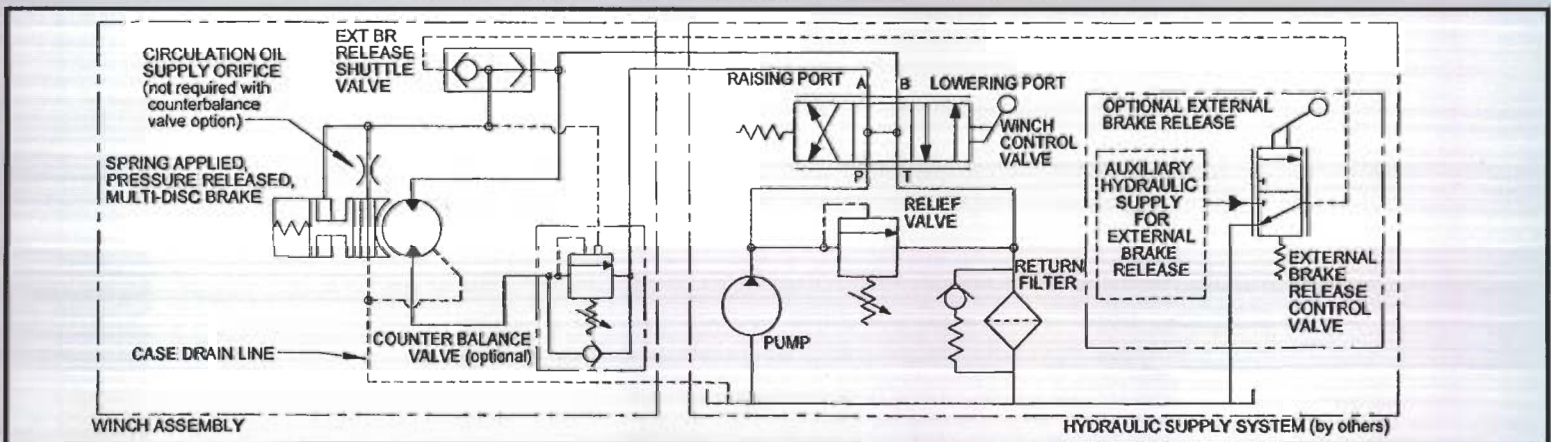 CIRCULATION OIL
SUPPLY ORIFICE
(not required with
counterbalance
valve option)
EXT BR
RELEASE
SHUTTLE
VALVE
SPRING APPLIED,
PRESSURE RELEASED,
MULTI-DISC BRAKE
CASE DRAIN LINE
COUNTER BALANCE
VALVE (optional)
WINCH ASSEMBLY
RAISING PORT
A
B
LOWERING PORT
WINCH
CONTROL
VALVE
P
T
RELIEF
VALVE
PUMP
RETURN
FILTER
OPTIONAL EXTERNAL
BRAKE RELEASE
AUXILIARY
HYDRAULIC
SUPPLY
FOR
EXTERNAL
BRAKE
RELEASE
EXTERNAL
BRAKE
RELEASE
CONTROL
VALVE
HYDRAULIC SUPPLY SYSTEM (by others)